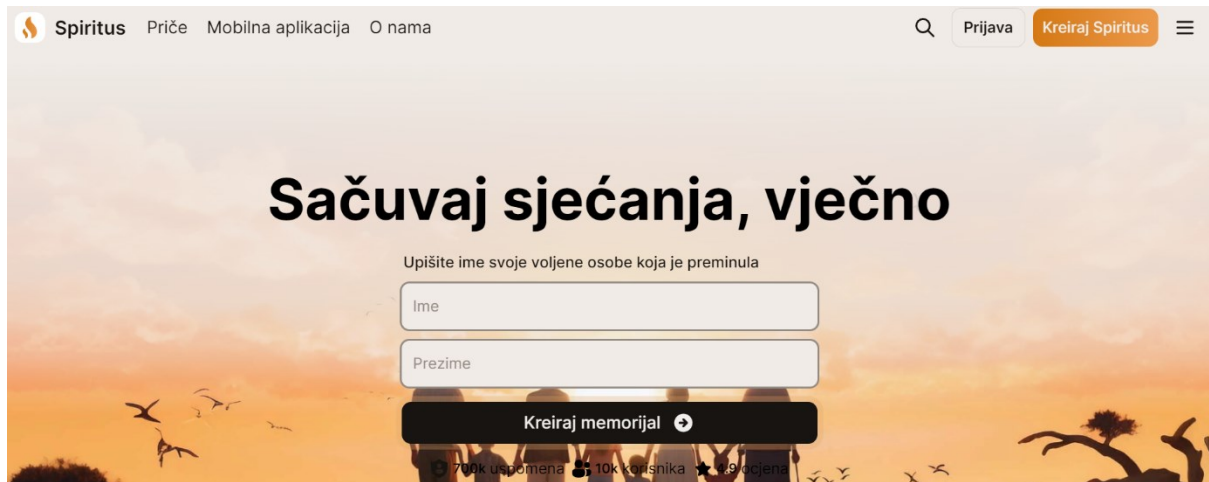 Spiritus Priče Mobilna aplikacija O nama Prijava Kreiraj Spiritus
Sačuvaj sjećanja, vječno
Upišite ime svoje voljene osobe koja je preminula
Ime
Prezime
Kreiraj memorijal
700k uspomena 10k korisnika 4.9 ocjena